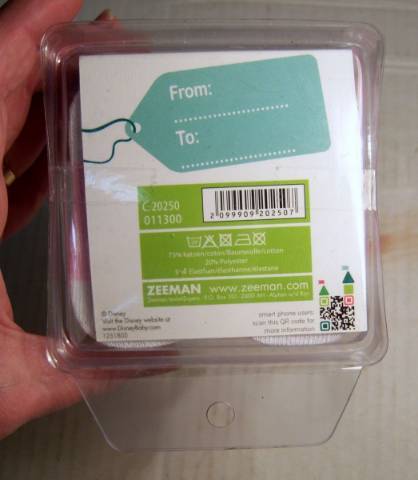 From:
To:
C 20250
011300
2 099909 202507
75% katoen/coton/Baumwolle/cotton
20% Polyester
5% Elasthan/Elasthanne/elastane
ZEEMAN www.zeeman.com
P.O. Box
© Disney
Visit the Disney website at
www.DisneyBaby.com
smart phone users:
scan this QR code for
more information